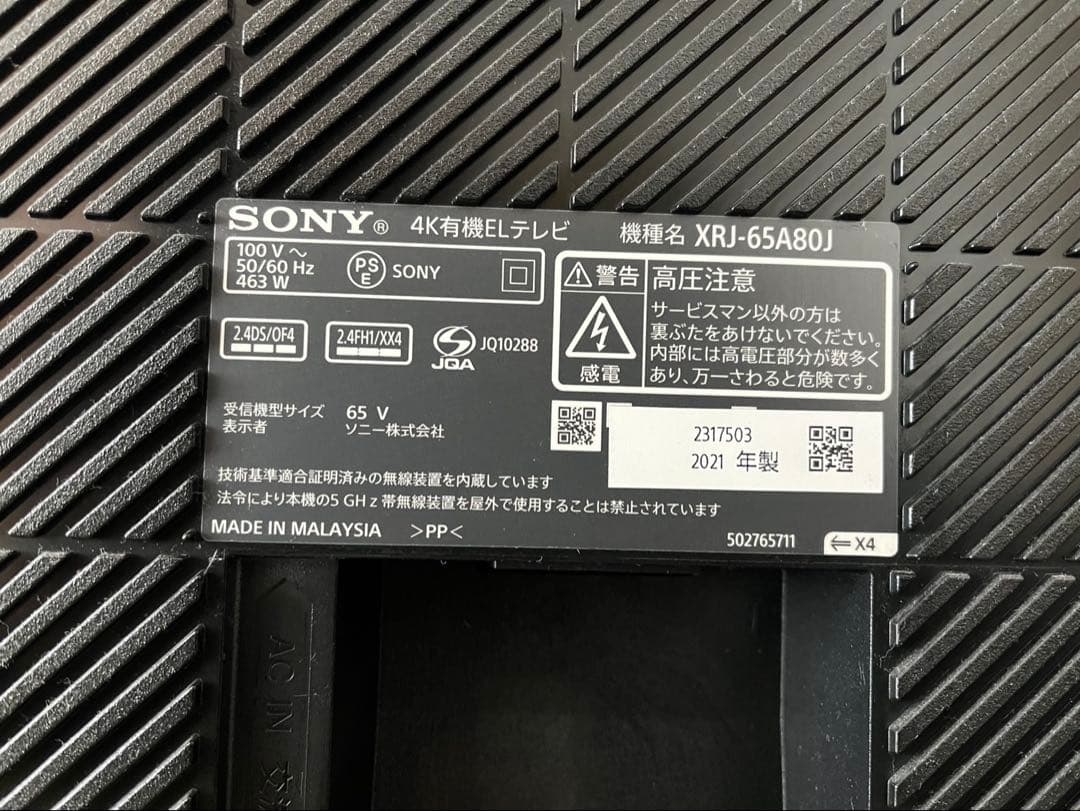 SONY® 4K有機ELテレビ 機種名 XRJ-65A80J
100 V～
50/60 Hz
463 W
PSE SONY
⚠警告 高圧注意
サービスマン以外の方は
裏ぶたをあけないでください。
内部には高電圧部分が数多く
あり、万一さわると危険です。
感電
2.4DS/OF4
2.4FH1/XX4
JQA JQ10288
受信機型サイズ 65 V
表示者 ソニー株式会社
2317503
2021 年製
技術基準適合証明済みの無線装置を内蔵しています
法令により本機の5 GHz帯無線装置を屋外で使用することは禁止されています
MADE IN MALAYSIA >PP<
502765711 ⇐X4
AC IN